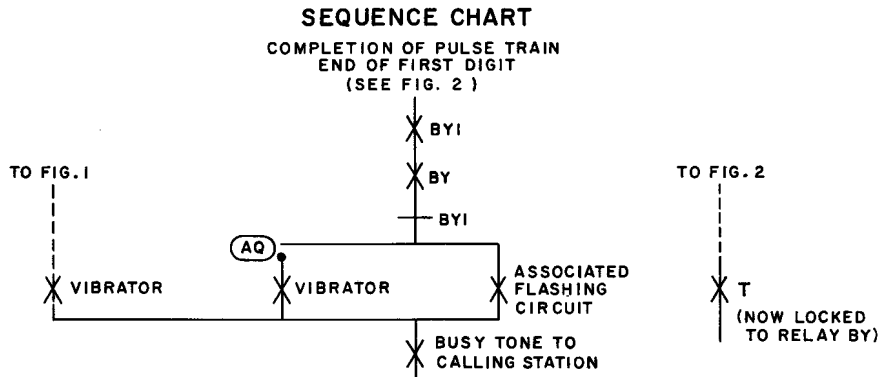 SEQUENCE CHART
COMPLETION OF PULSE TRAIN
END OF FIRST DIGIT
(SEE FIG. 2)
BY1
TO FIG. 1
TO FIG. 2
BY
BY1
AQ
VIBRATOR
VIBRATOR
ASSOCIATED
FLASHING
CIRCUIT
T
(NOW LOCKED
TO RELAY BY)
BUSY TONE TO
CALLING STATION